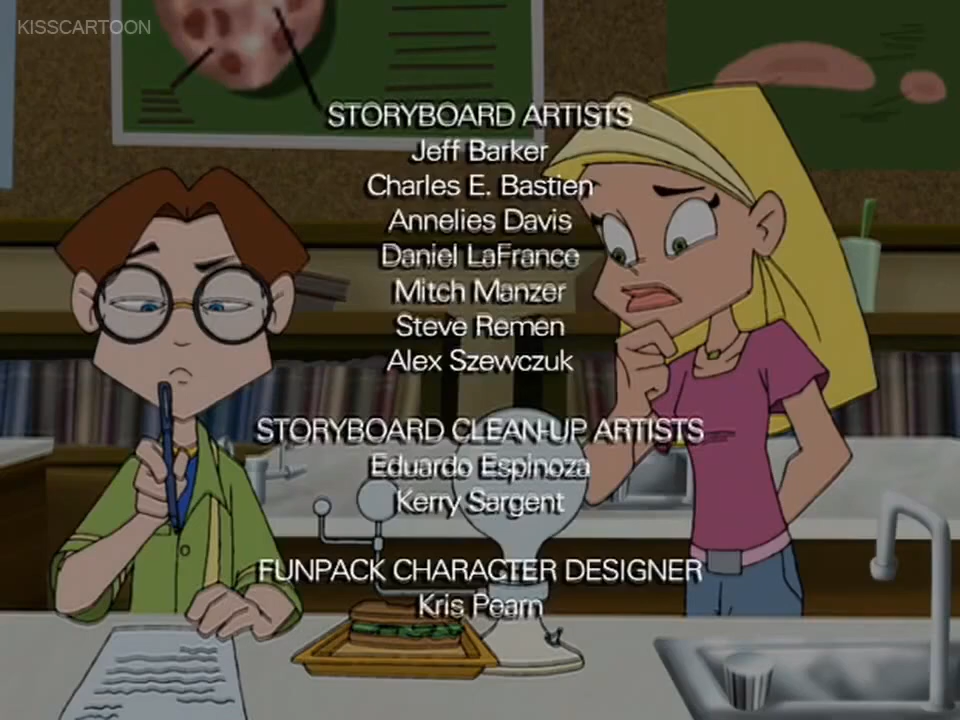 KISSCARTOON
STORYBOARD ARTISTS
Jeff Barker
Charles E. Bastien
Annelies Davis
Daniel LaFrance
Mitch Manzer
Steve Remen
Alex Szewczuk
STORYBOARD CLEAN-UP ARTISTS
Eduardo Espinoza
Kerry Sargent
FUNPACK CHARACTER DESIGNER
Kris Pearn